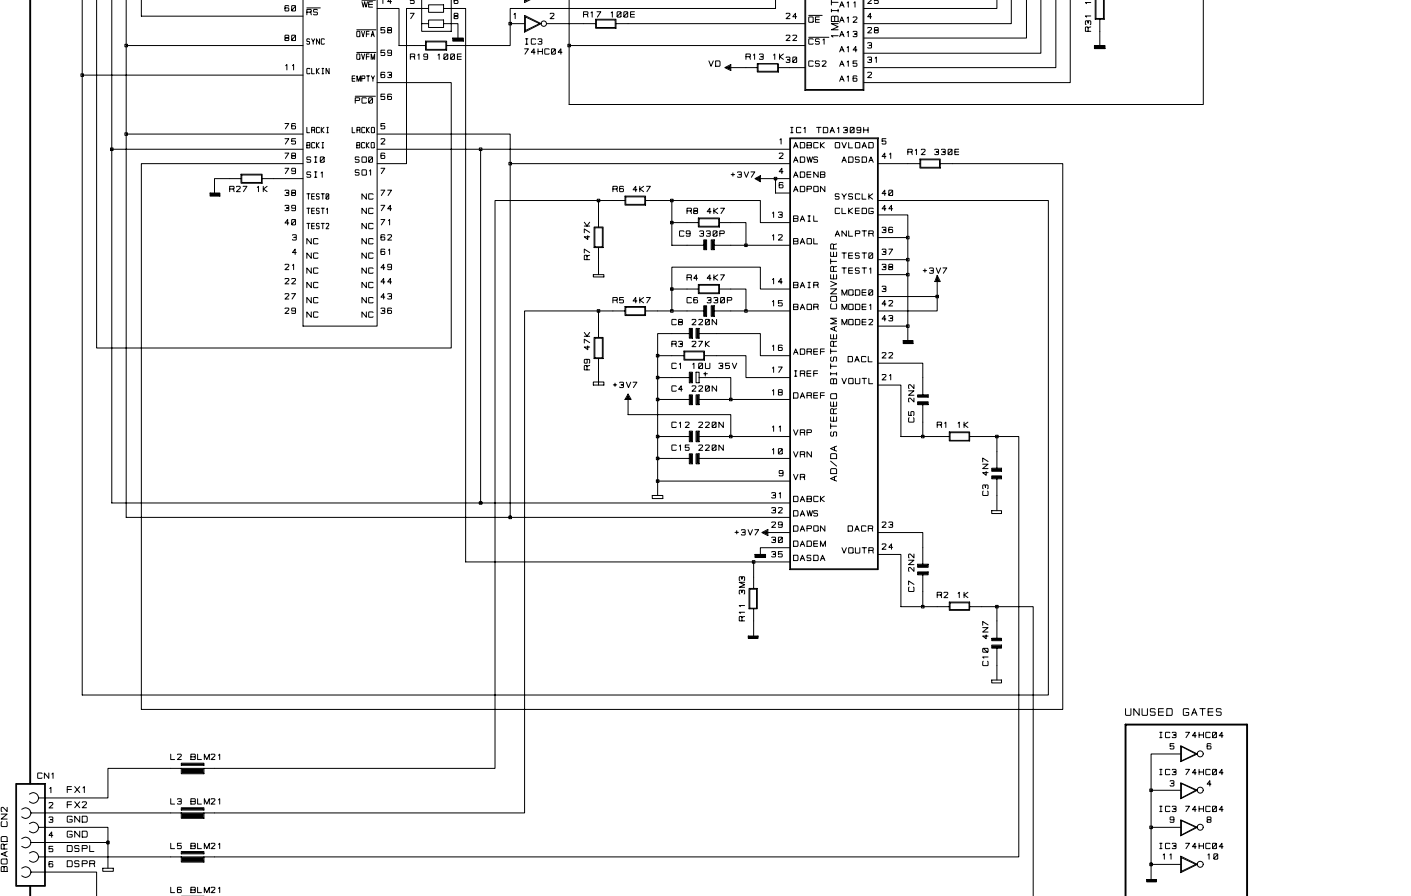 60 RS
80 SYNC
11 CLKIN
76 LRCKI
75 BCKI
78 SI0
79 SI1
R27 1K
38 TEST0
39 TEST1
40 TEST2
3 NC
4 NC
21 NC
22 NC
27 NC
29 NC
WE 14
OVFA 58
OVFM 59
EMPTY 63
PC0 56
LRCKO 5
BCKO 2
SO0 6
SO1 7
NC 77
NC 74
NC 71
NC 62
NC 61
NC 49
NC 44
NC 43
NC 36
5 6
7 8
R19 100E
1 2
IC3
74HC04
R17 100E
24 OE
22 CS1
VD
R13 1K
30 CS2
1MBIT
A11 25
A12 4
A13 28
A14 3
A15 31
A16 2
R31 1
IC1 TDA1309H
AD/DA STEREO BITSTREAM CONVERTER
1 ADBCK
2 ADWS
+3V7
4 ADENB
6 ADPON
13 BAIL
12 BAOL
14 BAIR
15 BAOR
16 ADREF
17 IREF
18 DAREF
11 VRP
10 VRN
9 VR
31 DABCK
32 DAWS
+3V7
29 DAPON
30 DADEM
35 DASDA
OVLOAD 5
ADSDA 41
SYSCLK 40
CLKEDG 44
ANLPTR 36
TEST0 37
TEST1 38
MODE0 3
MODE1 42
MODE2 43
DACL 22
VOUTL 21
DACR 23
VOUTR 24
R12 330E
+3V7
R6 4K7
R7 47K
R8 4K7
C9 330P
R4 4K7
R5 4K7
C6 330P
R9 47K
C8 220N
R3 27K
C1 10U 35V
+
C4 220N
+3V7
C12 220N
C15 220N
R11 3M3
C5 2N2
R1 1K
C3 4N7
C7 2N2
R2 1K
C10 4N7
L2 BLM21
L3 BLM21
L5 BLM21
L6 BLM21
CN1
1 FX1
2 FX2
3 GND
4 GND
5 DSPL
6 DSPR
BOARD CN2
UNUSED GATES
IC3 74HC04
5 6
IC3 74HC04
3 4
IC3 74HC04
9 8
IC3 74HC04
11 10